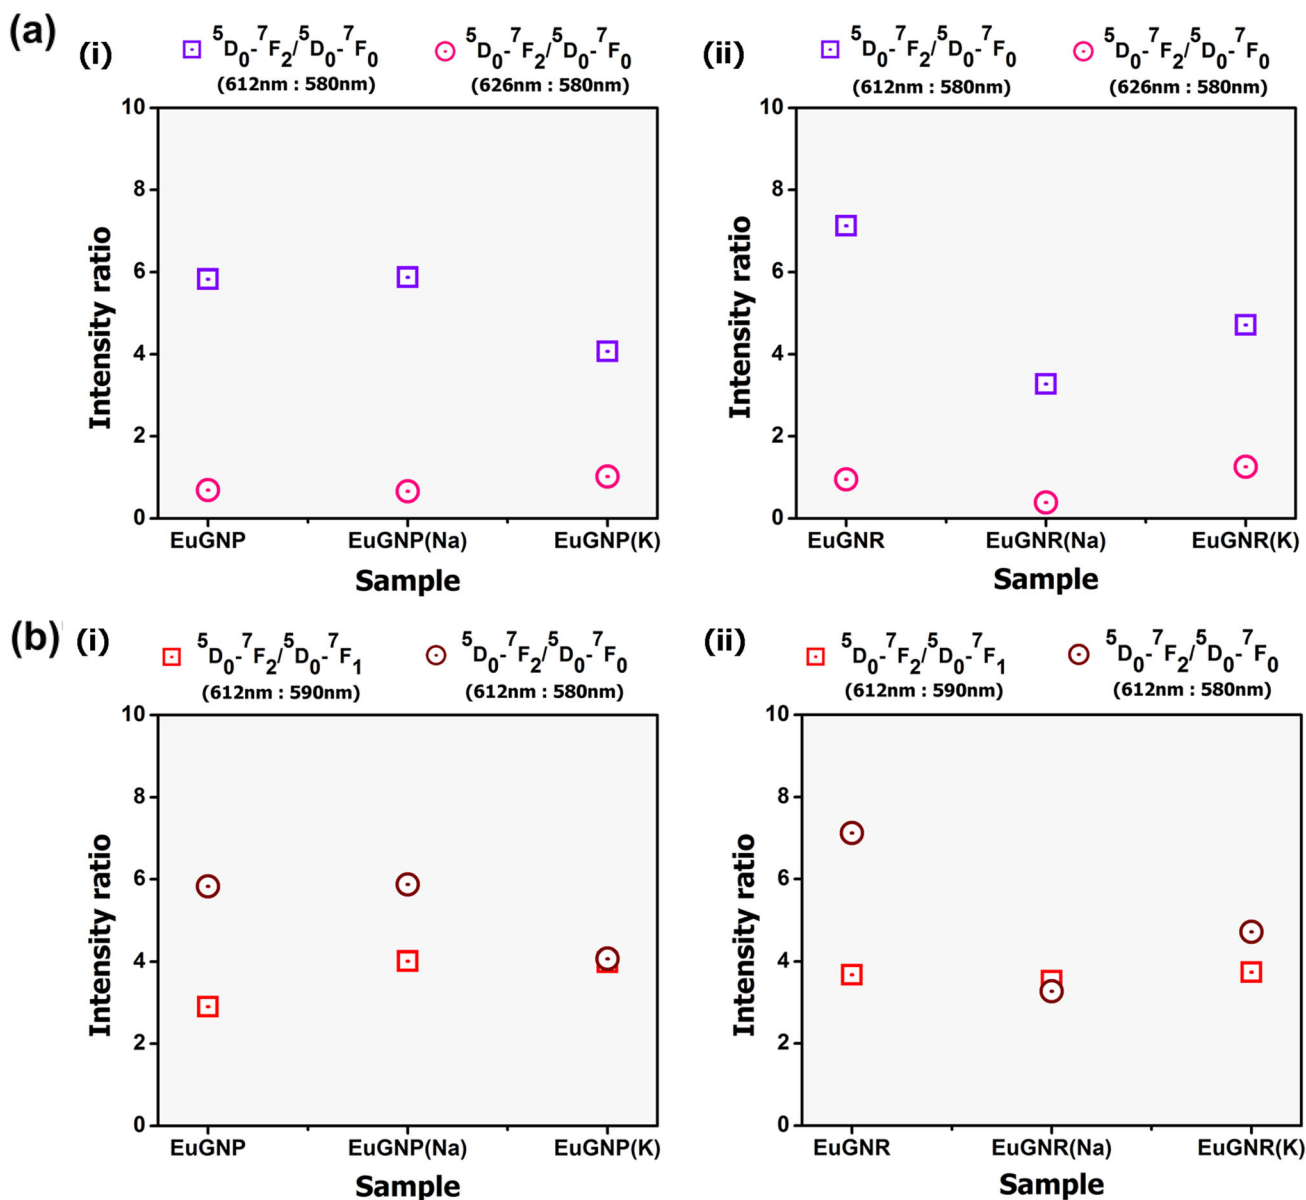 (a) (i) ⁵D₀-⁷F₂/⁵D₀-⁷F₀ ⁵D₀-⁷F₂/⁵D₀-⁷F₀
(612nm : 580nm) (626nm : 580nm)
10
8
6
4
2
0
Intensity ratio
EuGNP EuGNP(Na) EuGNP(K)
Sample
(ii) ⁵D₀-⁷F₂/⁵D₀-⁷F₀ ⁵D₀-⁷F₂/⁵D₀-⁷F₀
(612nm : 580nm) (626nm : 580nm)
10
8
6
4
2
0
Intensity ratio
EuGNR EuGNR(Na) EuGNR(K)
Sample
(b) (i) ⁵D₀-⁷F₂/⁵D₀-⁷F₁ ⁵D₀-⁷F₂/⁵D₀-⁷F₀
(612nm : 590nm) (612nm : 580nm)
10
8
6
4
2
0
Intensity ratio
EuGNP EuGNP(Na) EuGNP(K)
Sample
(ii) ⁵D₀-⁷F₂/⁵D₀-⁷F₁ ⁵D₀-⁷F₂/⁵D₀-⁷F₀
(612nm : 590nm) (612nm : 580nm)
10
8
6
4
2
0
Intensity ratio
EuGNR EuGNR(Na) EuGNR(K)
Sample